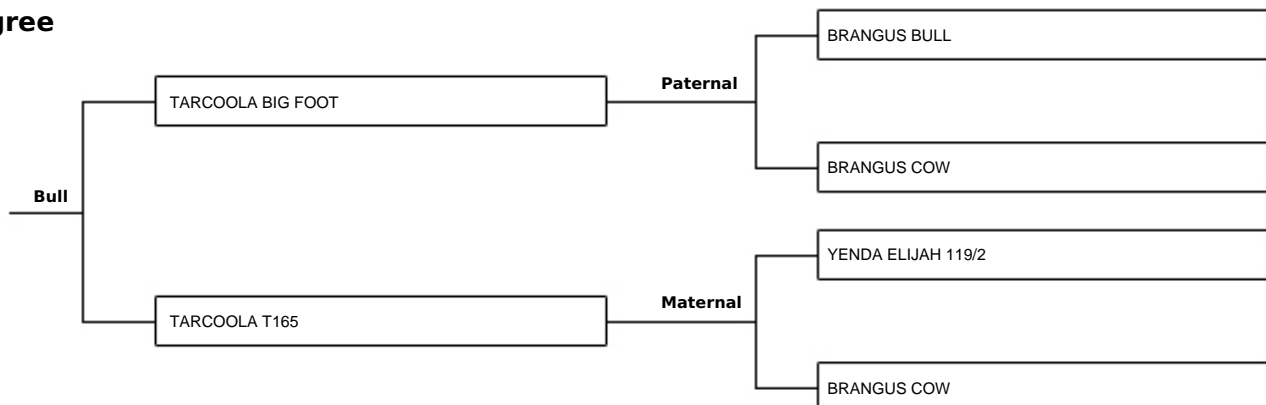 gree
BRANGUS BULL
Paternal
TARCOOLA BIG FOOT
BRANGUS COW
Bull
YENDA ELIJAH 119/2
Maternal
TARCOOLA T165
BRANGUS COW